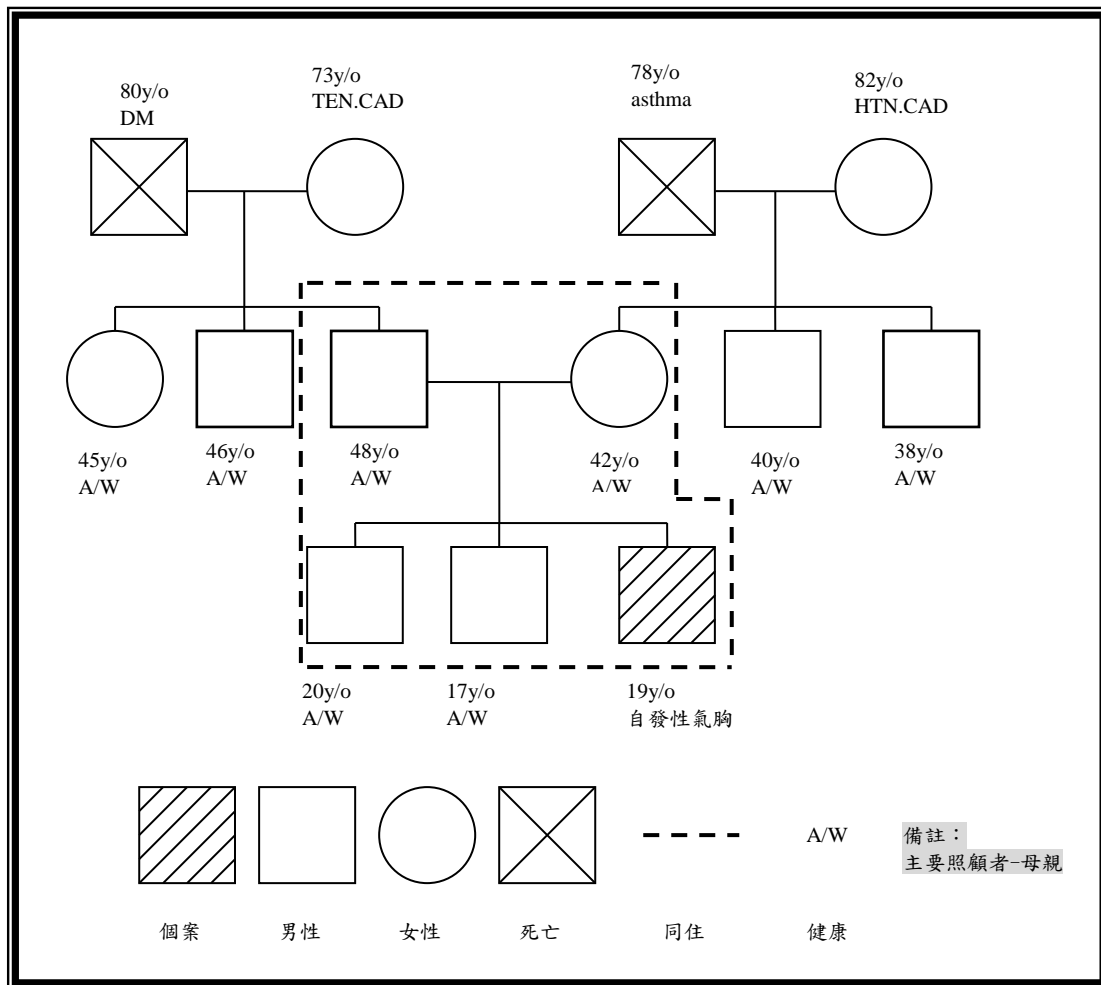 80y/o
DM
73y/o
TEN.CAD
78y/o
asthma
82y/o
HTN.CAD
45y/o
A/W
46y/o
A/W
48y/o
A/W
42y/o
A/W
40y/o
A/W
38y/o
A/W
20y/o
A/W
17y/o
A/W
19y/o
自發性氣胸
A/W
備註：
主要照顧者-母親
個案
男性
女性
死亡
同住
健康